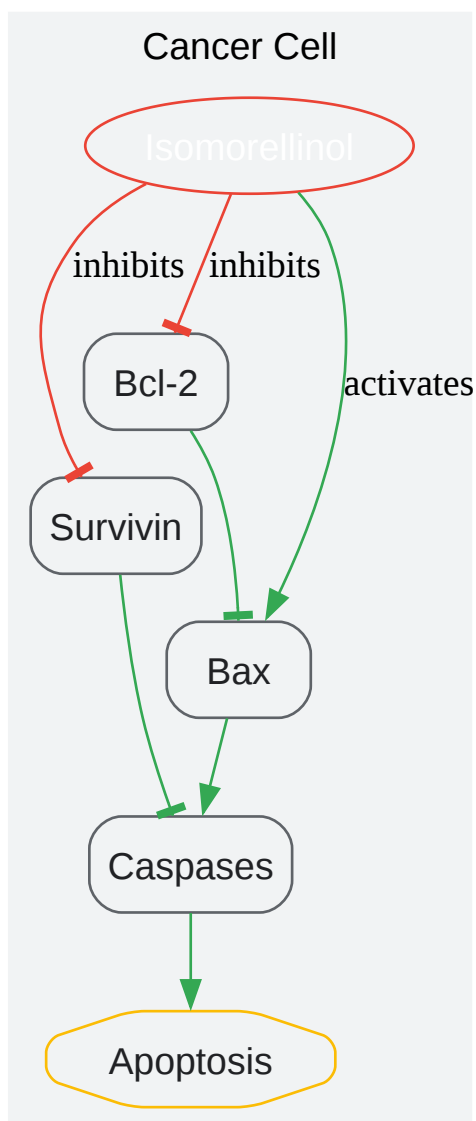 Cancer Cell
Isomorellinol
inhibits
inhibits
Bcl-2
activates
Survivin
Bax
Caspases
Apoptosis